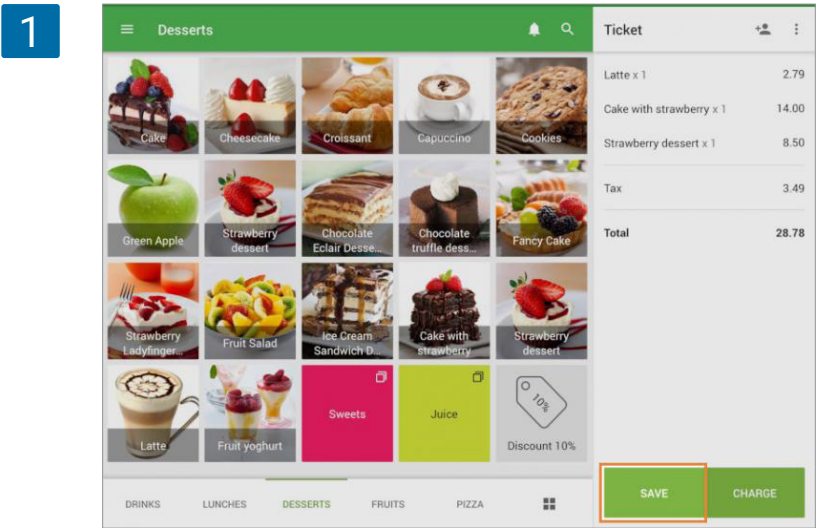 1
Desserts
Ticket
Latte x 1 2.79
Cake with strawberry x 1 14.00
Strawberry dessert x 1 8.50
Tax 3.49
Total 28.78
Cake
Cheesecake
Croissant
Capuccino
Cookies
Green Apple
Strawberry
dessert
Chocolate
Eclair Desse...
Chocolate
truffle dess...
Fancy Cake
Strawberry
Ladyfinger...
Fruit Salad
Ice Cream
Sandwich D...
Cake with
strawberry
Strawberry
dessert
Latte
Fruit yoghurt
Sweets
Juice
10%
Discount 10%
DRINKS LUNCHES DESSERTS FRUITS PIZZA
SAVE CHARGE